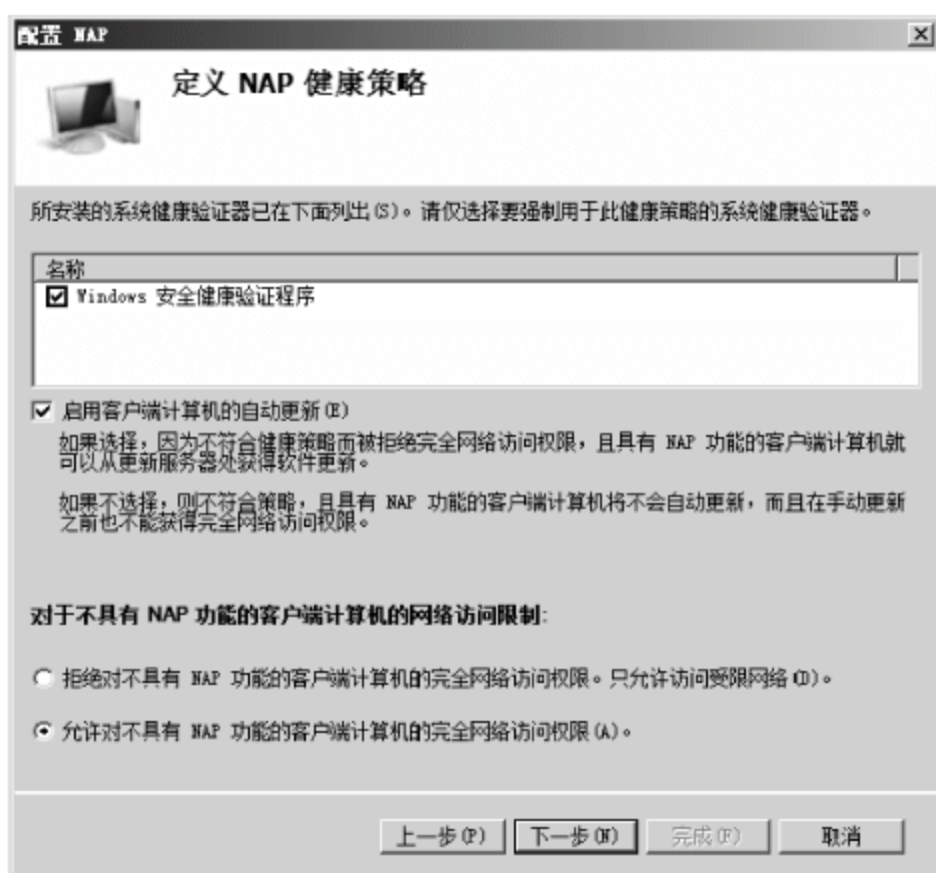 配置 NAP
定义 NAP 健康策略
所安装的系统健康验证器已在下面列出(S)。请仅选择要强制用于此健康策略的系统健康验证器。
名称
Windows 安全健康验证程序
启用客户端计算机的自动更新(E)
如果选择，因为不符合健康策略而被拒绝完全网络访问权限，且具有 NAP 功能的客户端计算机就
可以从更新服务器处获得软件更新。
如果不选择，则不符合策略，且具有 NAP 功能的客户端计算机将不会自动更新，而且在手动更新
之前也不能获得完全网络访问权限。
对于不具有 NAP 功能的客户端计算机的网络访问限制:
拒绝对不具有 NAP 功能的客户端计算机的完全网络访问权限。只允许访问受限网络(D)。
允许对不具有 NAP 功能的客户端计算机的完全网络访问权限(A)。
上一步(P) 下一步(N) 完成(F) 取消